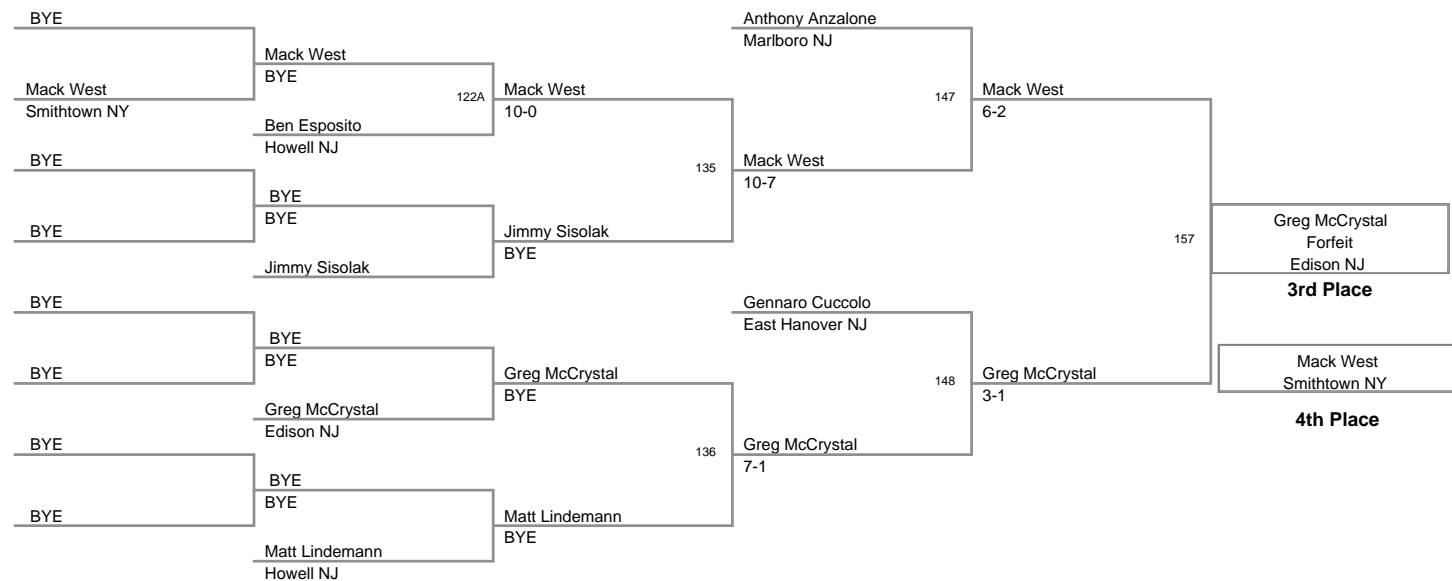 BYE
Anthony Anzalone
Marlboro NJ
Mack West
BYE
Mack West
Smithtown NY
122A
Mack West
10-0
147
Mack West
6-2
Ben Esposito
Howell NJ
BYE
135
Mack West
10-7
BYE
BYE
BYE
Jimmy Sisolak
BYE
157
Greg McCrystal
Forfeit
Edison NJ
3rd Place
Jimmy Sisolak
BYE
Gennaro Cuccolo
East Hanover NJ
BYE
BYE
BYE
Greg McCrystal
BYE
148
Greg McCrystal
3-1
Mack West
Smithtown NY
4th Place
Greg McCrystal
Edison NJ
BYE
136
Greg McCrystal
7-1
BYE
BYE
BYE
Matt Lindemann
BYE
Matt Lindemann
Howell NJ